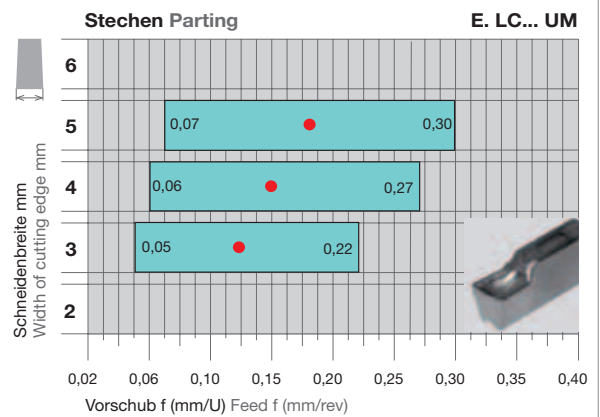 Stechen Parting E. LC... UM
Schneidenbreite mm
Width of cutting edge mm
6
5
0,07 0,30
4
0,06 0,27
3
0,05 0,22
2
0,02 0,06 0,10 0,15 0,20 0,25 0,30 0,35 0,40
Vorschub f (mm/U) Feed f (mm/rev)